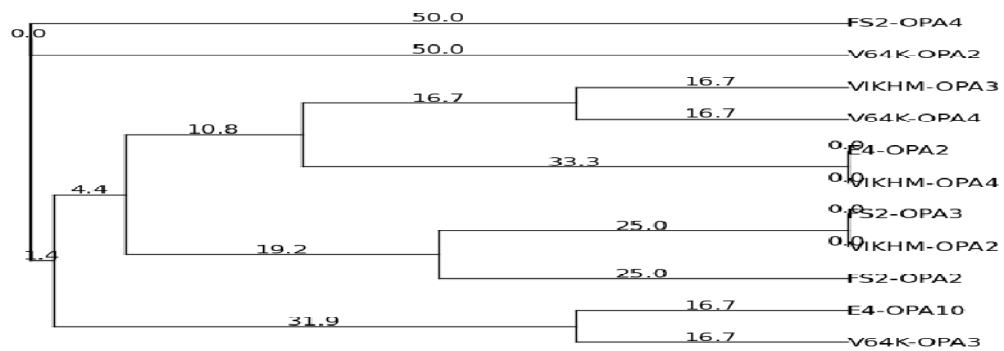 50.0 FS2-OPA4
0.0
50.0 V64K-OPA2
16.7 VIKHM-OPA3
16.7
16.7 V64K-OPA4
10.8
0.0 E4-OPA2
33.3
0.0 VIKHM-OPA4
4.4
0.0 FS2-OPA3
25.0
0.0 VIKHM-OPA2
19.2
1.4
25.0 FS2-OPA2
16.7 E4-OPA10
31.9
16.7 V64K-OPA3